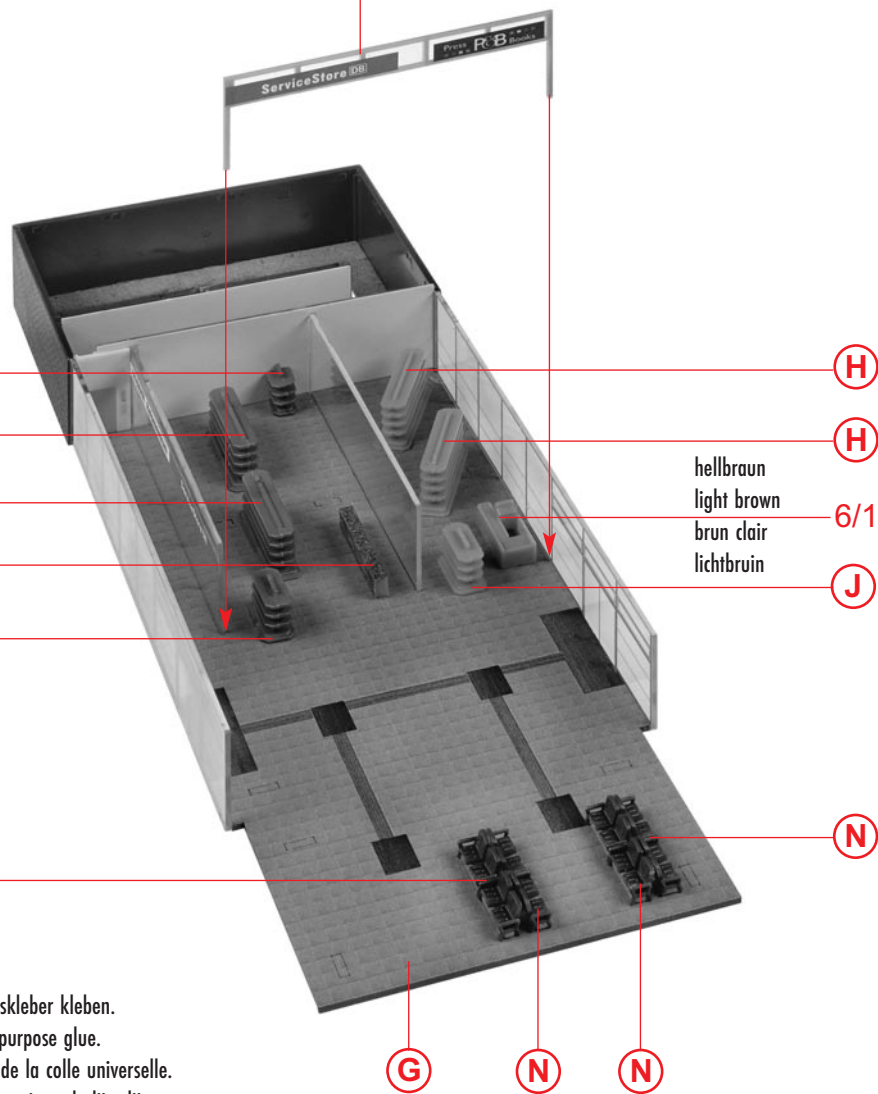 Press P&B Books
ServiceStore DB
H
H
hellbraun
light brown
6/1
brun clair
lichtbruin
J
N
skleber kleben.
purpose glue.
de la colle universelle.
G
N
N